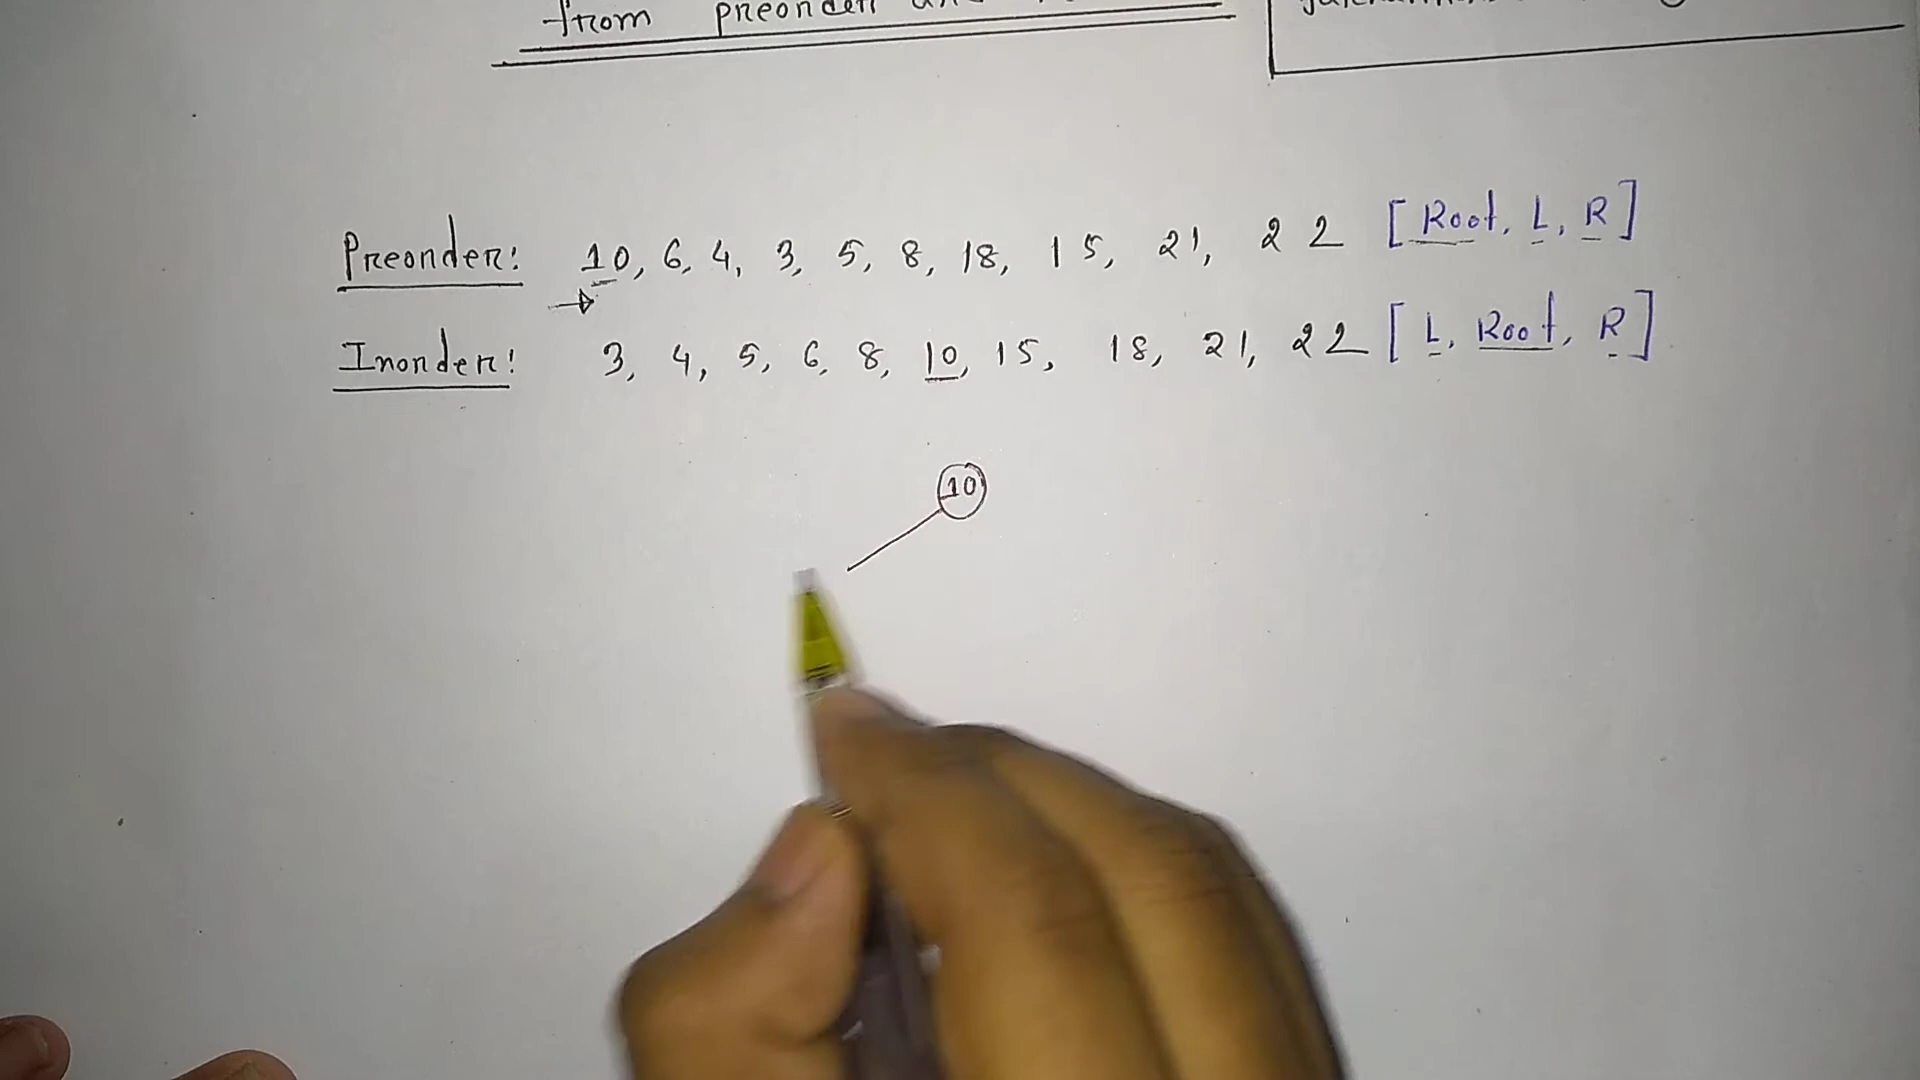 from preorder
Preorder: 10, 6, 4, 3, 5, 8, 18, 15, 21, 22 [Root, L, R]
Inorder: 3, 4, 5, 6, 8, 10, 15, 18, 21, 22 [L, Root, R]
10